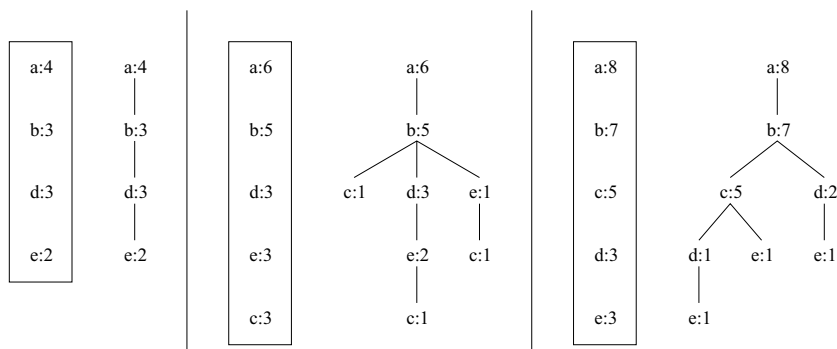 a:4 a:4 a:6 a:6 a:8 a:8
b:3 b:3 b:5 b:5 b:7 b:7
d:3 d:3 d:3 c:1 d:3 e:1 c:5 c:5 d:2
e:2 e:2 e:3 e:2 c:1 d:3 d:1 e:1 e:1
c:3 c:1 e:3 e:1